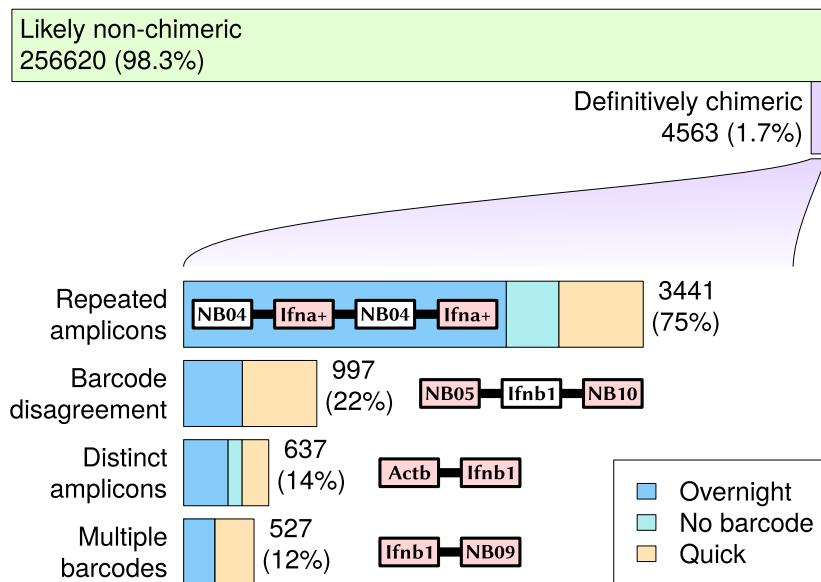 Likely non-chimeric
256620 (98.3%)
Definitively chimeric
4563 (1.7%)
Repeated
amplicons
NB04 Ifna+ NB04 Ifna+
3441
(75%)
Barcode
disagreement
997
(22%)
NB05 Ifnb1 NB10
Distinct
amplicons
637
(14%)
Actb Ifnb1
Multiple
barcodes
527
(12%)
Ifnb1 NB09
Overnight
No barcode
Quick